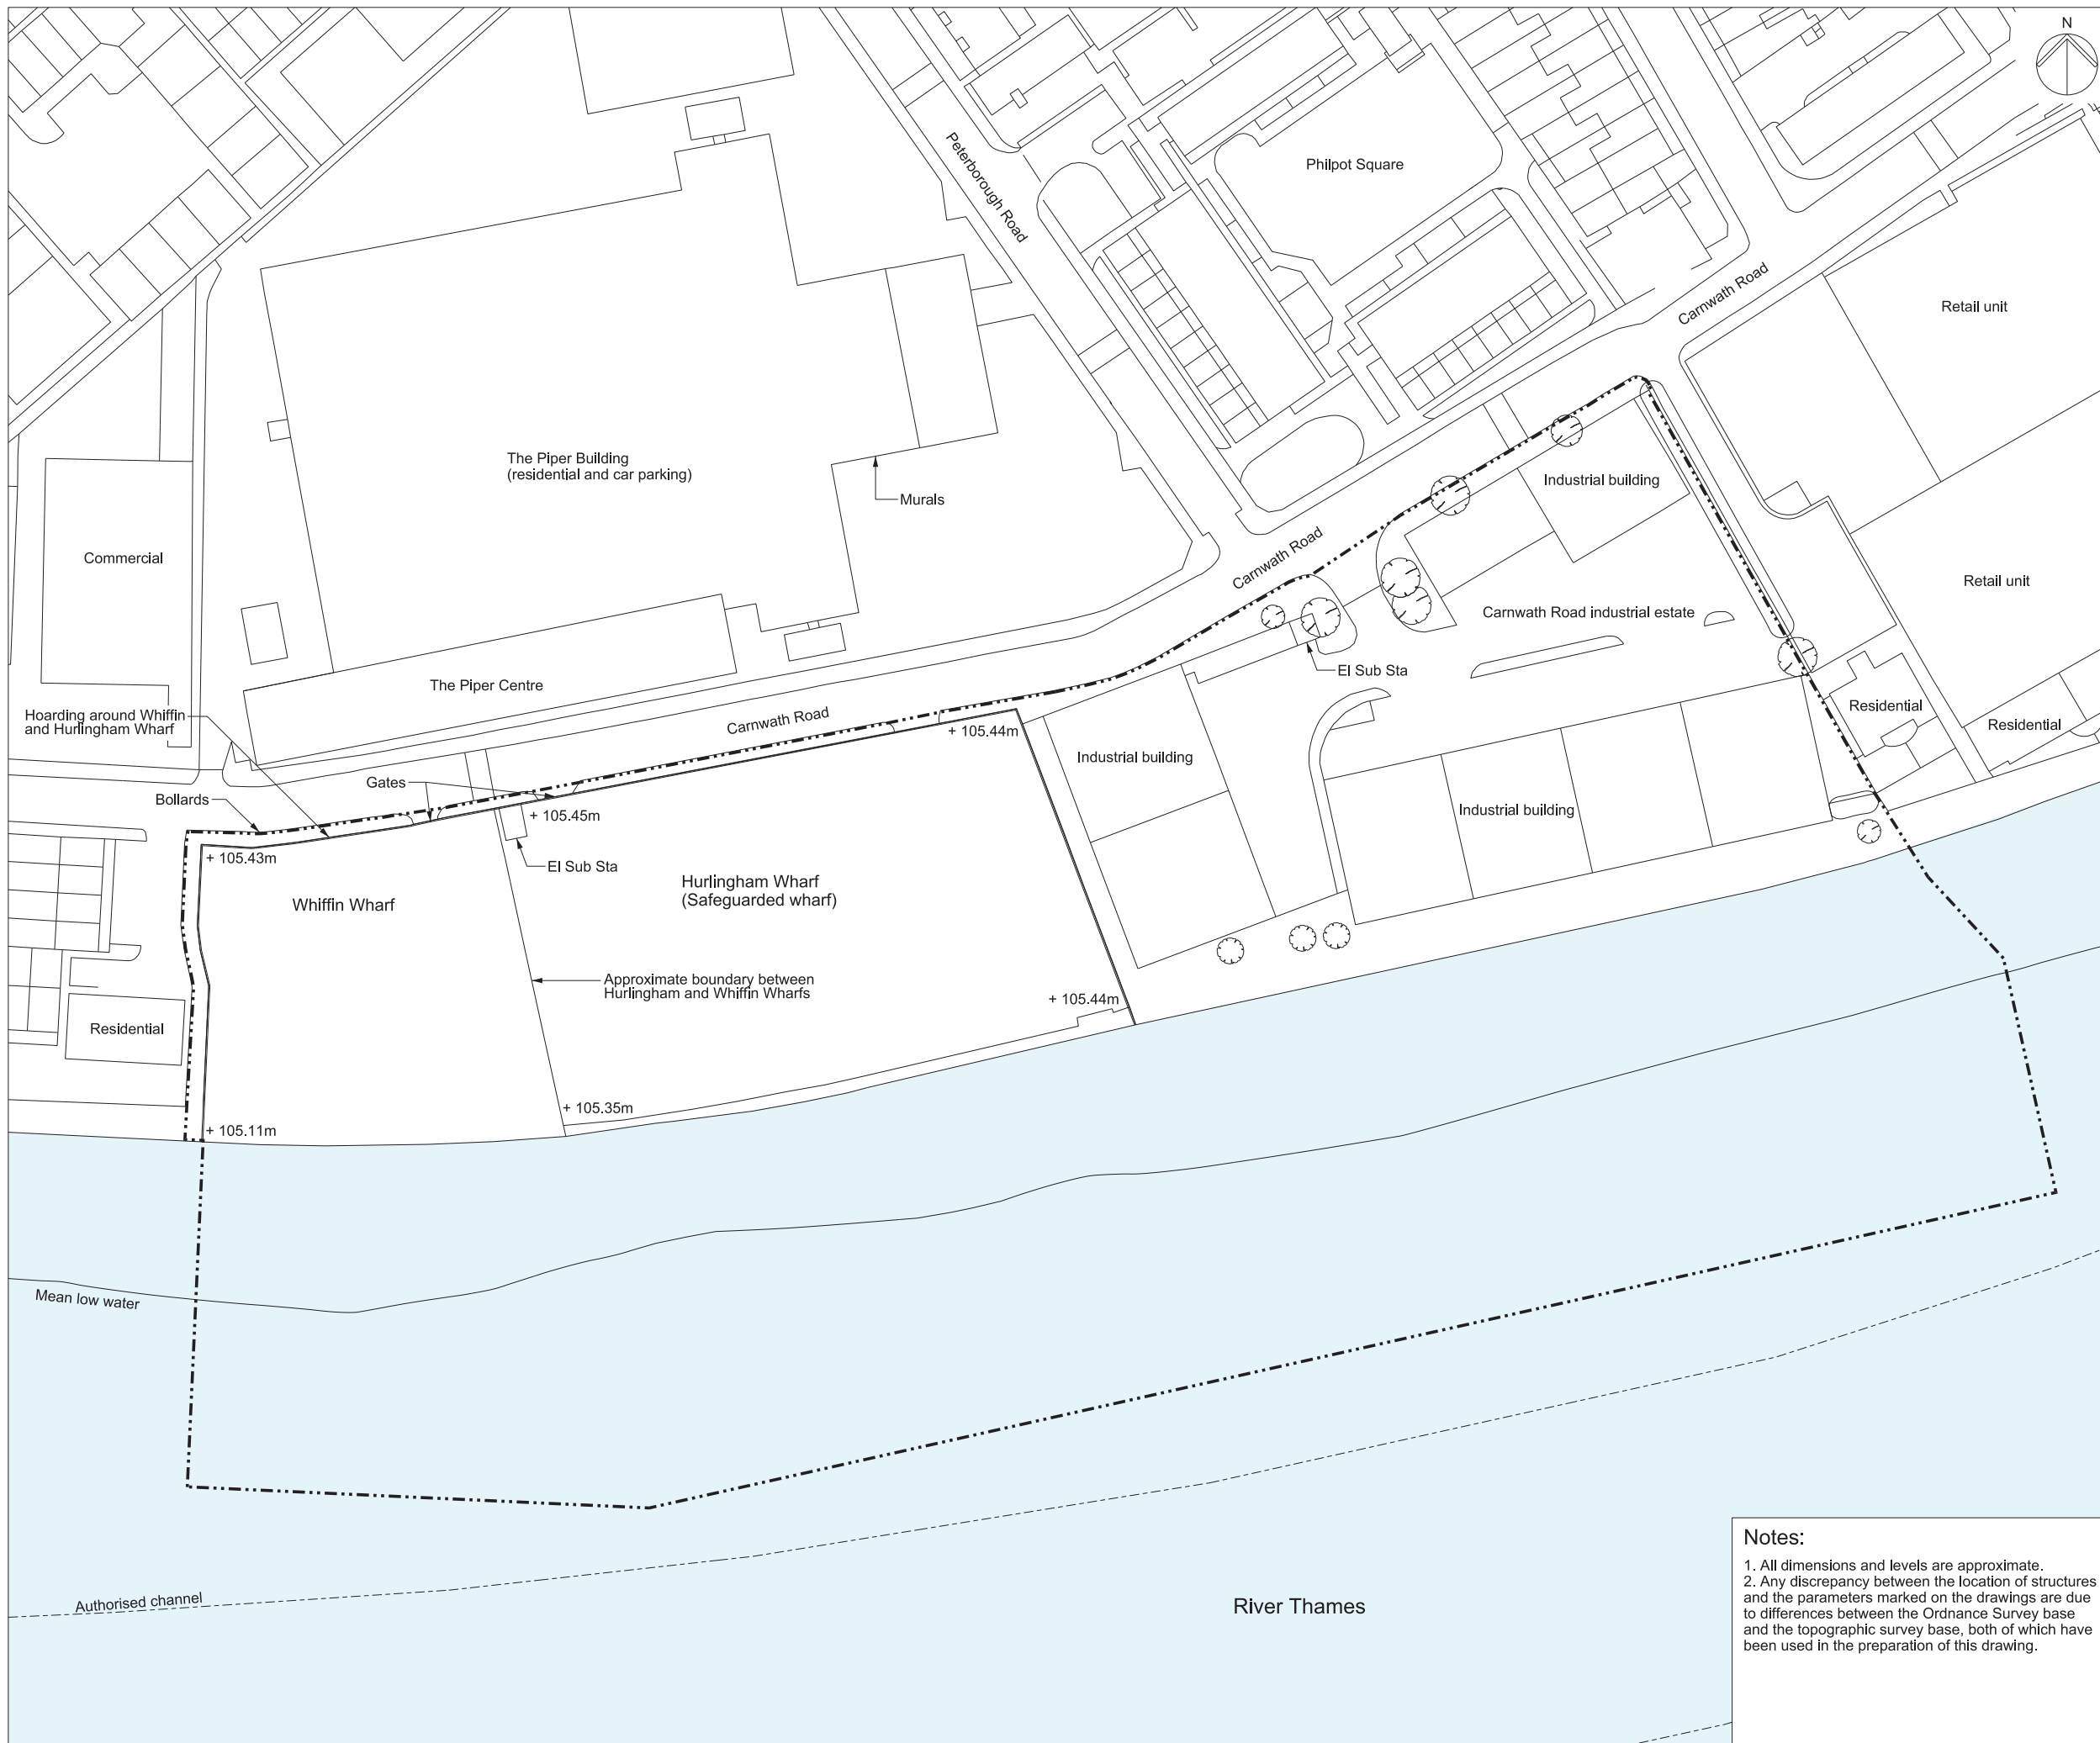 N
Peterborough Road
Philpot Square
Carnwath Road
Retail unit
The Piper Building
(residential and car parking)
Murals
Industrial building
Commercial
Carnwath Road
Retail unit
Carnwath Road industrial estate
El Sub Sta
The Piper Centre
Residential
Hoarding around Whiffin
and Hurlingham Wharf
Carnwath Road
+ 105.44m
Residential
Industrial building
Gates
Bollards
+ 105.45m
Industrial building
+ 105.43m
El Sub Sta
Hurlingham Wharf
(Safeguarded wharf)
Whiffin Wharf
Approximate boundary between
Hurlingham and Whiffin Wharfs
+ 105.44m
Residential
+ 105.35m
+ 105.11m
Mean low water
Authorised channel
River Thames
Notes:
1. All dimensions and levels are approximate.
2. Any discrepancy between the location of structures
and the parameters marked on the drawings are due
to differences between the Ordnance Survey base
and the topographic survey base, both of which have
been used in the preparation of this drawing.